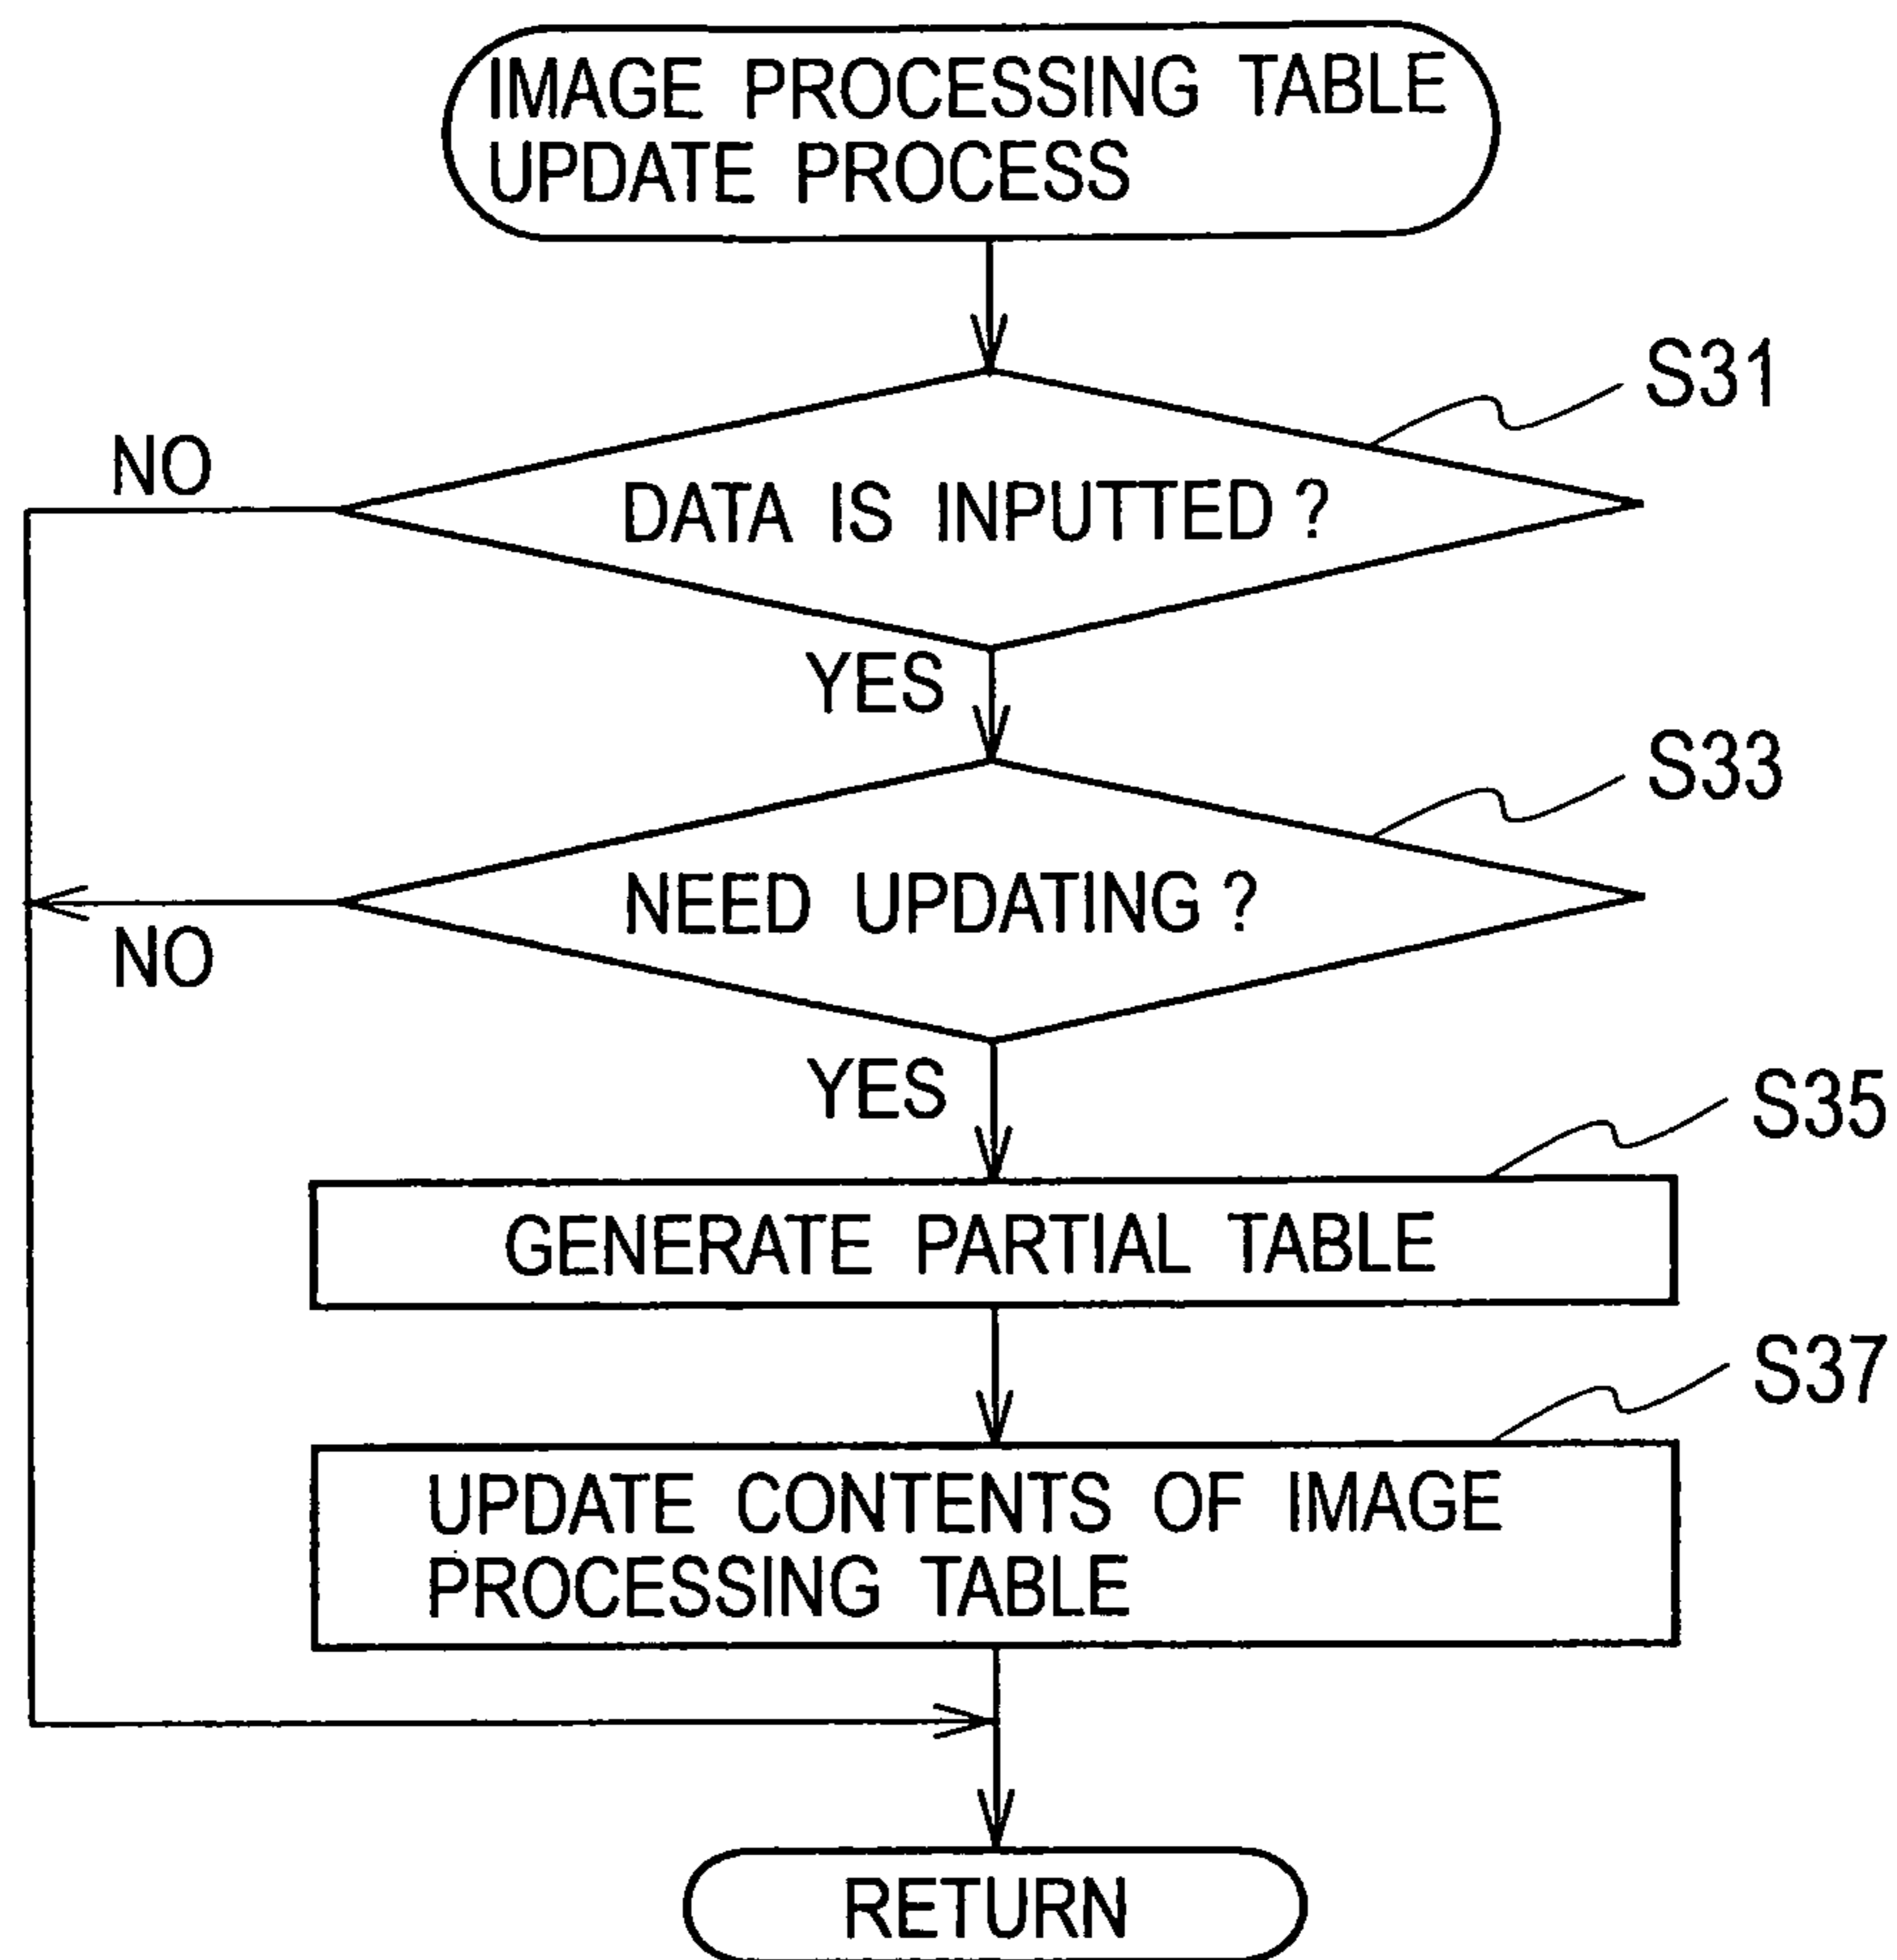 IMAGE PROCESSING TABLE
UPDATE PROCESS
S31
NO
DATA IS INPUTTED ?
YES
S33
NEED UPDATING ?
NO
YES
S35
GENERATE PARTIAL TABLE
S37
UPDATE CONTENTS OF IMAGE
PROCESSING TABLE
RETURN